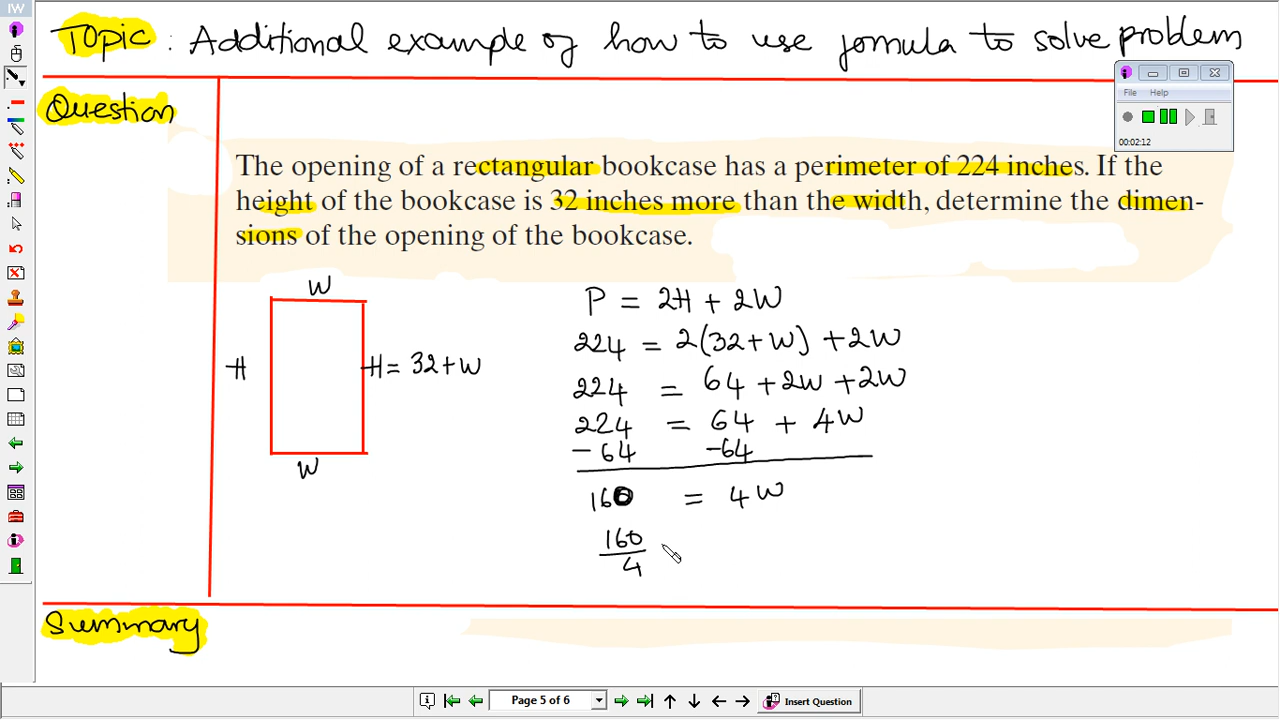 IW
Topic : Additional example of how to use formula to solve problem
File Help
00:02:12
Question
The opening of a rectangular bookcase has a perimeter of 224 inches. If the
height of the bookcase is 32 inches more than the width, determine the dimen-
sions of the opening of the bookcase.
W
H
H = 32+W
W
P = 2H + 2W
224 = 2(32+W) +2W
224 = 64 +2W +2W
224 = 64 + 4W
-64 -64
160 = 4W
160
4
Summary
Page 5 of 6
Insert Question